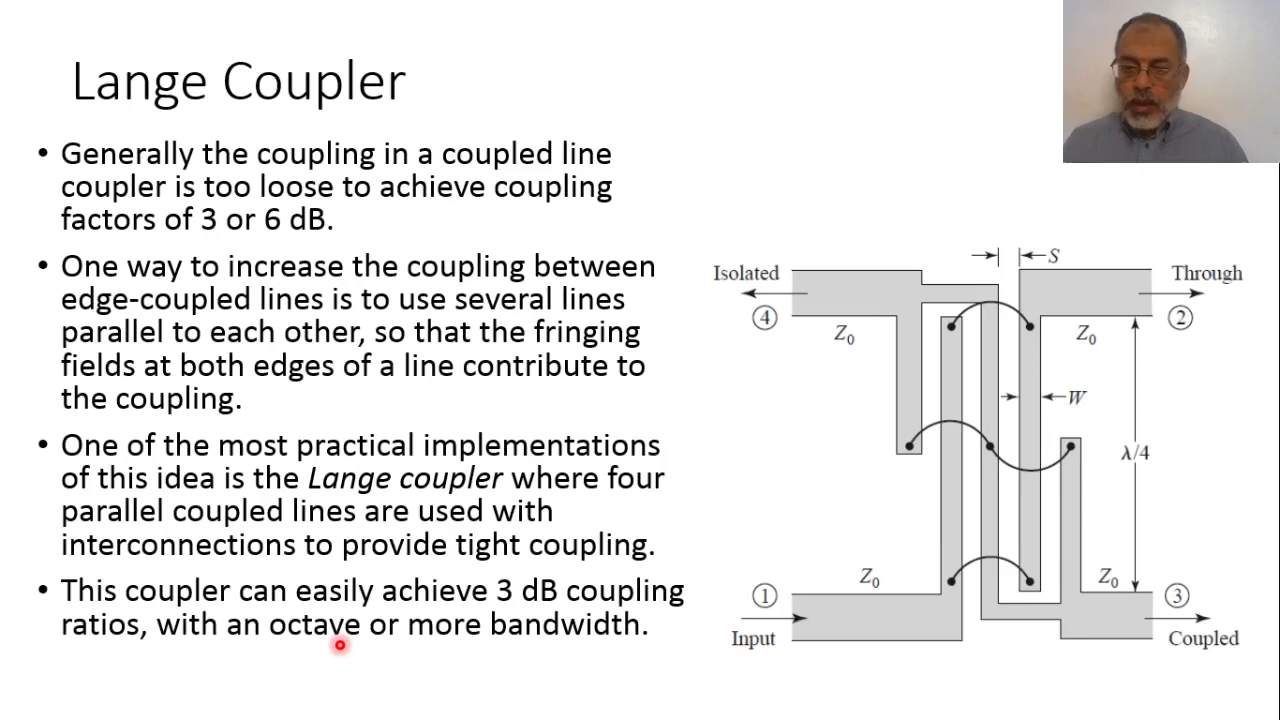 Lange Coupler
• Generally the coupling in a coupled line
coupler is too loose to achieve coupling
factors of 3 or 6 dB.
• One way to increase the coupling between
edge-coupled lines is to use several lines
parallel to each other, so that the fringing
fields at both edges of a line contribute to
the coupling.
• One of the most practical implementations
of this idea is the Lange coupler where four
parallel coupled lines are used with
interconnections to provide tight coupling.
• This coupler can easily achieve 3 dB coupling
ratios, with an octave or more bandwidth.
S
Isolated
Through
④
②
Z₀
Z₀
W
λ/4
Z₀
Z₀
①
③
Input
Coupled